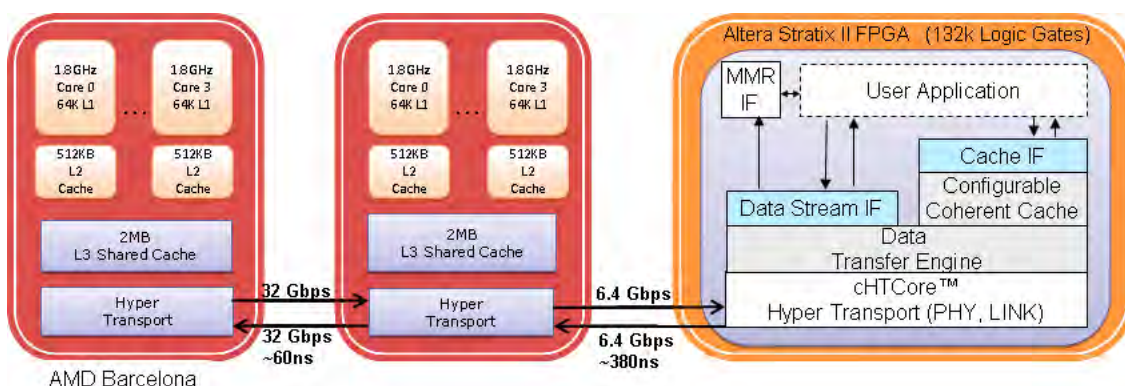 Altera Stratix II FPGA (132k Logic Gates)
1.8GHz
Core 0
64K L1
...
1.8GHz
Core 3
64K L1
512KB
L2
Cache
512KB
L2
Cache
2MB
L3 Shared Cache
Hyper
Transport
AMD Barcelona
32 Gbps
32 Gbps
~60ns
1.8GHz
Core 0
64K L1
...
1.8GHz
Core 3
64K L1
512KB
L2
Cache
512KB
L2
Cache
2MB
L3 Shared Cache
Hyper
Transport
6.4 Gbps
6.4 Gbps
~380ns
MMR
IF
User Application
Cache IF
Configurable
Coherent Cache
Data Stream IF
Data
Transfer Engine
cHTCore™
Hyper Transport (PHY, LINK)